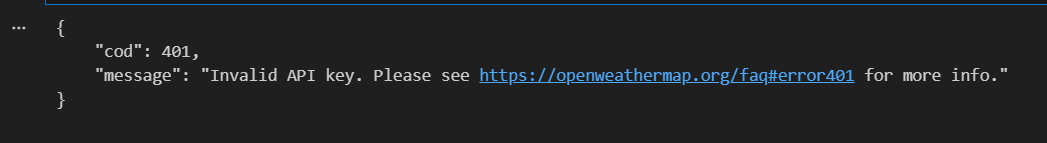 {
"cod": 401,
"message": "Invalid API key. Please see https://openweathermap.org/faq#error401 for more info."
}